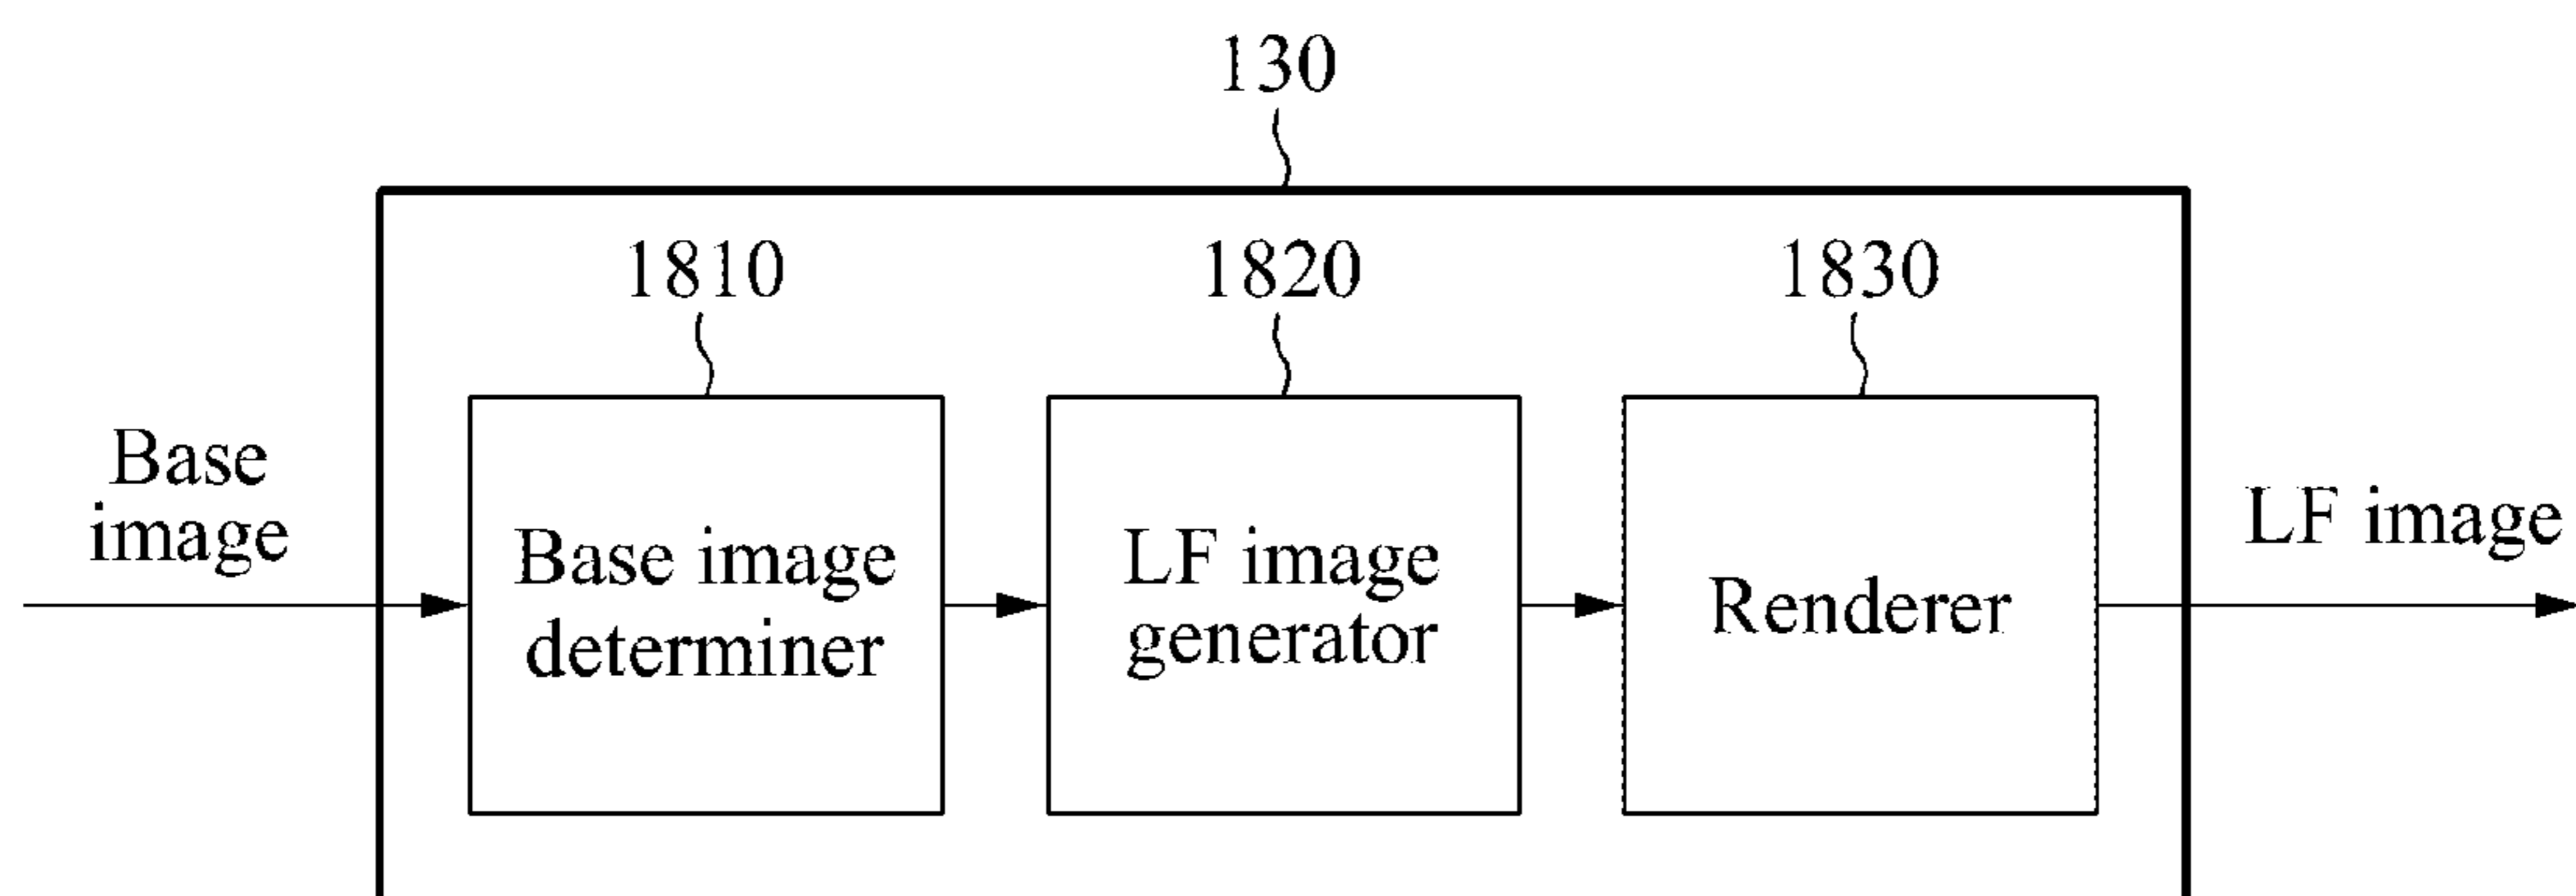 130
1810
1820
1830
Base
image
Base image
determiner
LF image
generator
Renderer
LF image